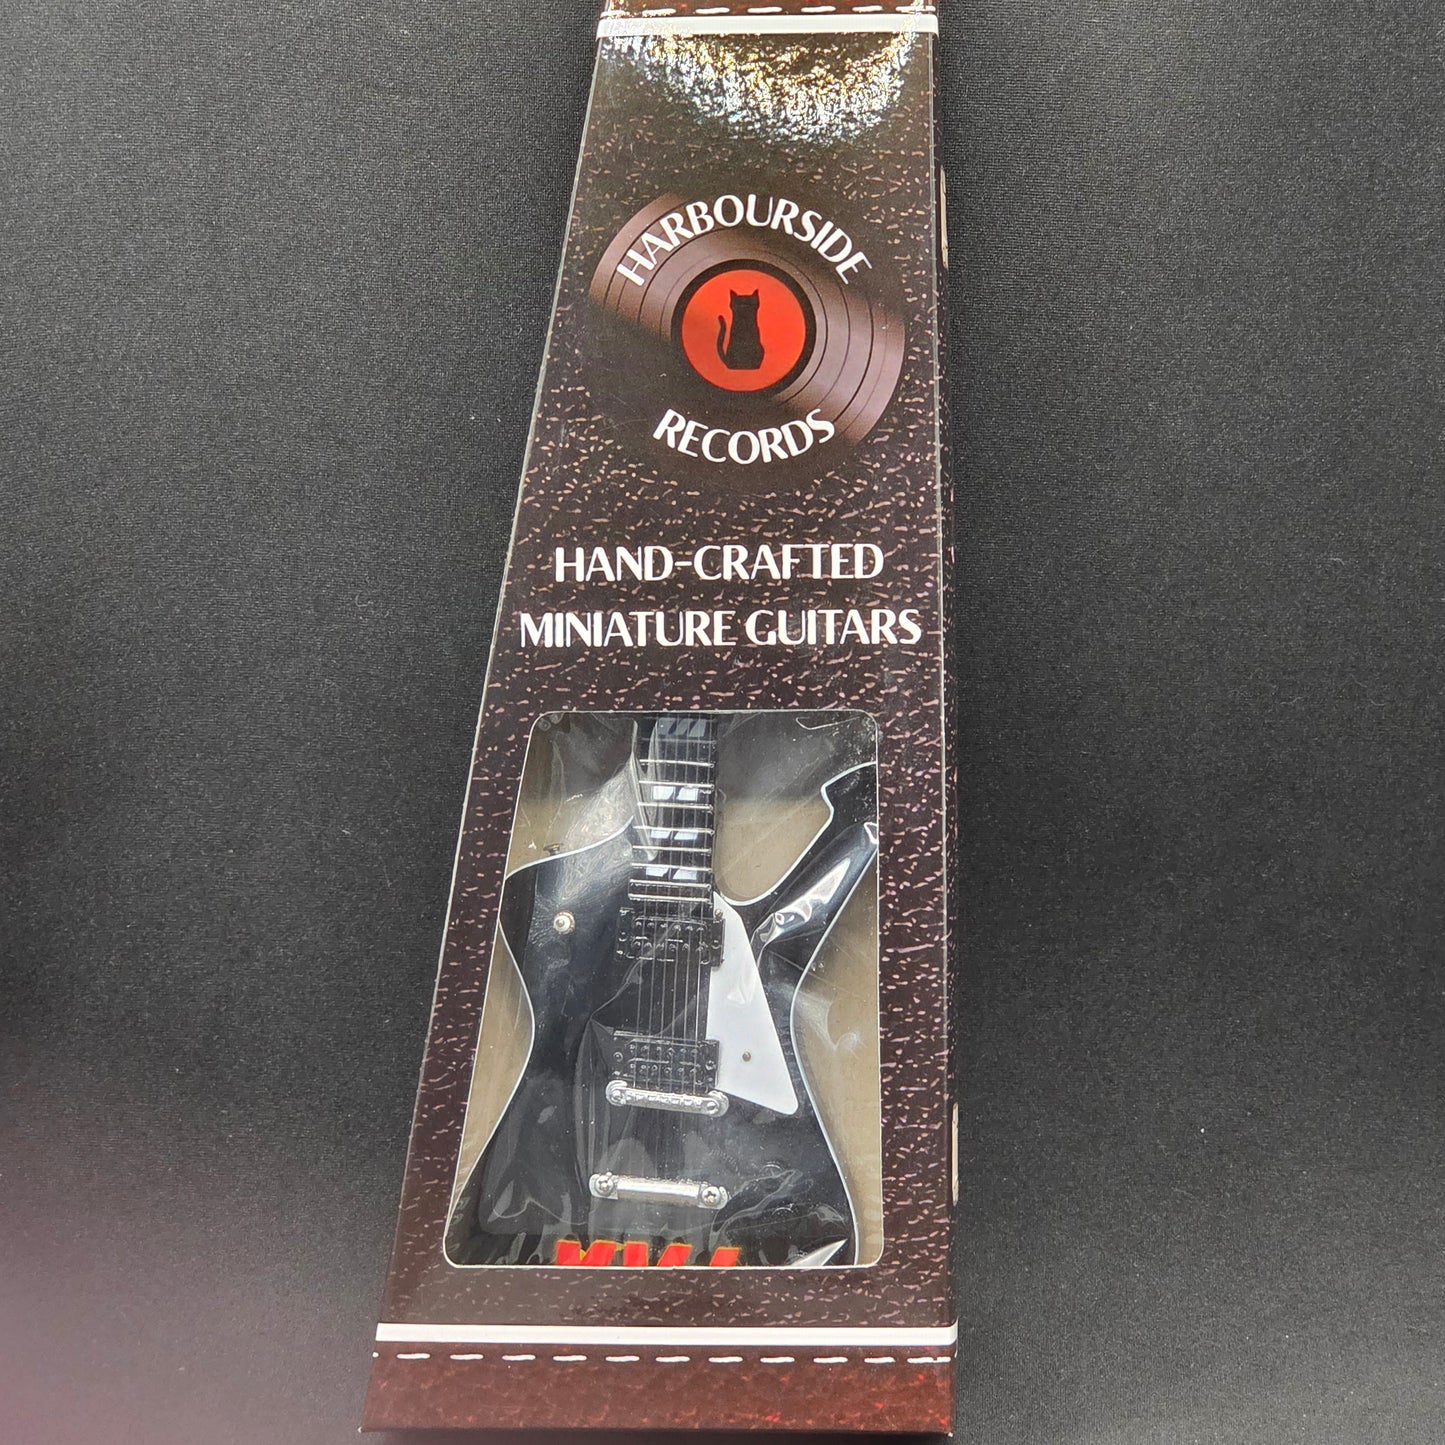 HARBOURSIDE
RECORDS
HAND-CRAFTED
MINIATURE GUITARS